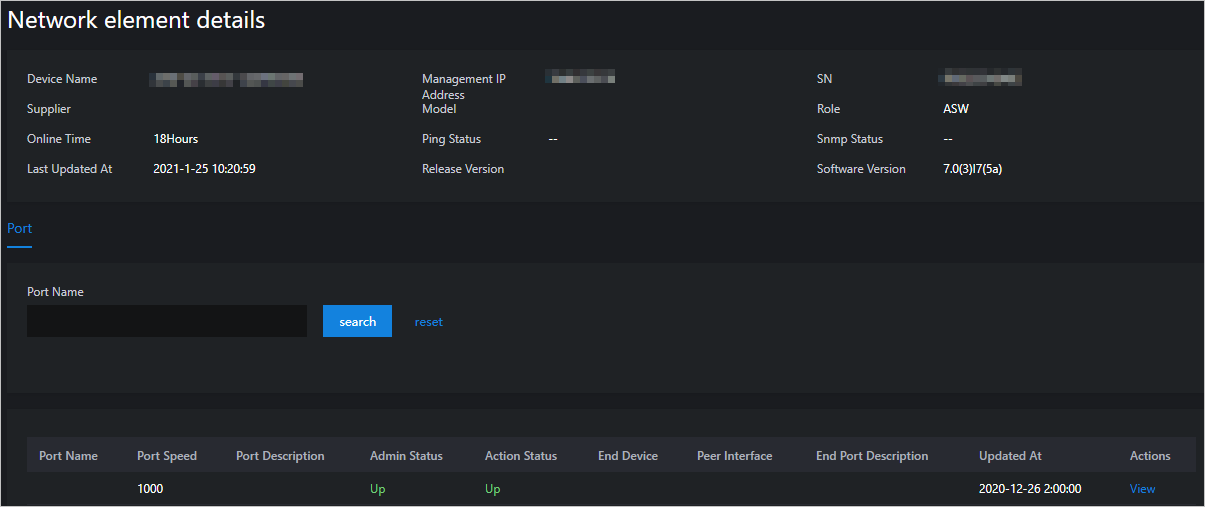 Network element details
Device Name Management IP Address SN
Supplier Model Role ASW
Online Time 18Hours Ping Status -- Snmp Status --
Last Updated At 2021-1-25 10:20:59 Release Version Software Version 7.0(3)I7(5a)
Port
Port Name
search reset
Port Name Port Speed Port Description Admin Status Action Status End Device Peer Interface End Port Description Updated At Actions
1000 Up Up 2020-12-26 2:00:00 View